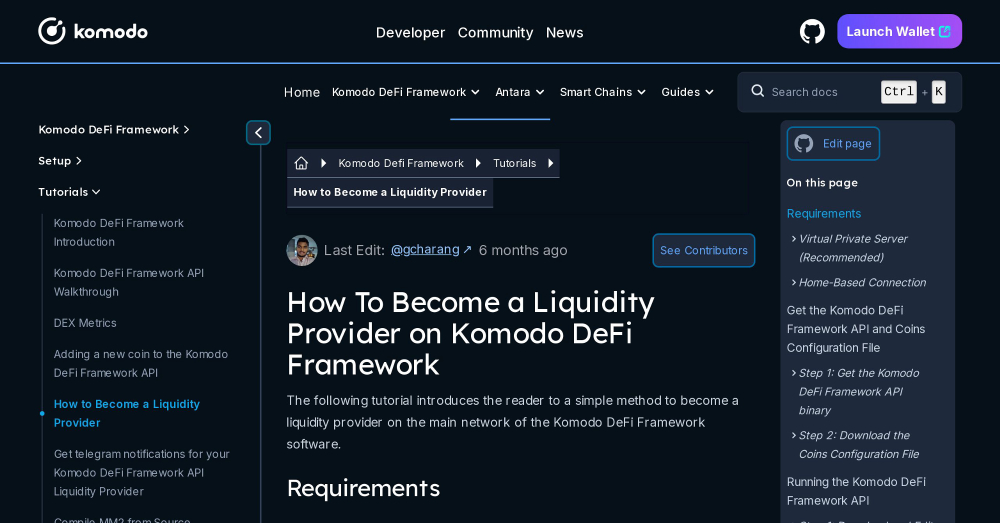 komodo
Developer Community News
Launch Wallet
Home Komodo DeFi Framework Antara Smart Chains Guides
Search docs Ctrl + K
Komodo DeFi Framework
Setup
Tutorials
Komodo DeFi Framework
Introduction
Komodo DeFi Framework API
Walkthrough
DEX Metrics
Adding a new coin to the Komodo
DeFi Framework API
How to Become a Liquidity
Provider
Get telegram notifications for your
Komodo DeFi Framework API
Liquidity Provider
Compile MM2 from Source
Komodo Defi Framework Tutorials
How to Become a Liquidity Provider
Last Edit: @gcharang ↗ 6 months ago
See Contributors
How To Become a Liquidity
Provider on Komodo DeFi
Framework
The following tutorial introduces the reader to a simple method to become a
liquidity provider on the main network of the Komodo DeFi Framework
software.
Requirements
Edit page
On this page
Requirements
Virtual Private Server
(Recommended)
Home-Based Connection
Get the Komodo DeFi
Framework API and Coins
Configuration File
Step 1: Get the Komodo
DeFi Framework API
binary
Step 2: Download the
Coins Configuration File
Running the Komodo DeFi
Framework API